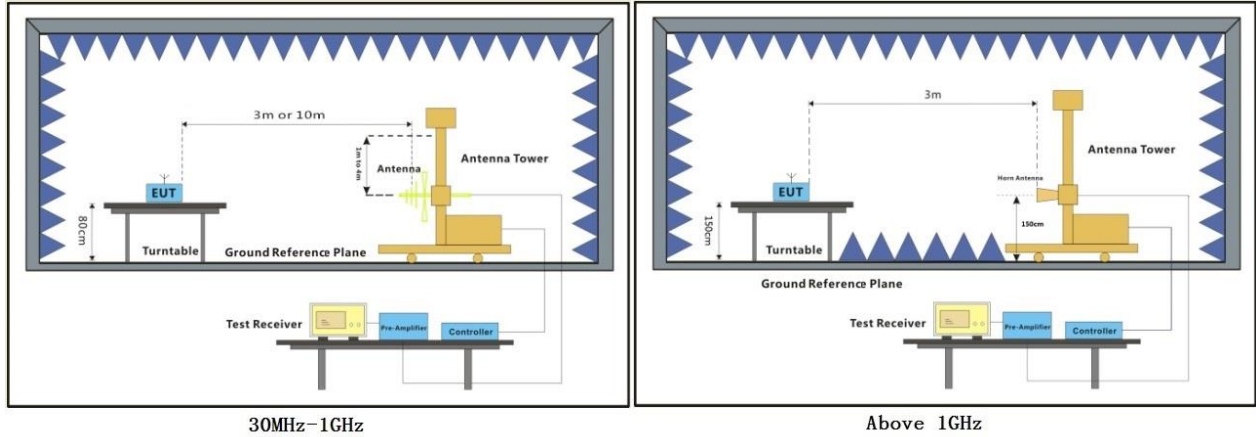 3m or 10m
1m to 4m
Antenna
Antenna Tower
EUT
80cm
Turntable
Ground Reference Plane
Test Receiver
Pre-Amplifier
Controller
30MHz-1GHz
3m
Antenna Tower
Horn Antenna
EUT
150cm
150cm
Turntable
Ground Reference Plane
Test Receiver
Pre-Amplifier
Controller
Above 1GHz